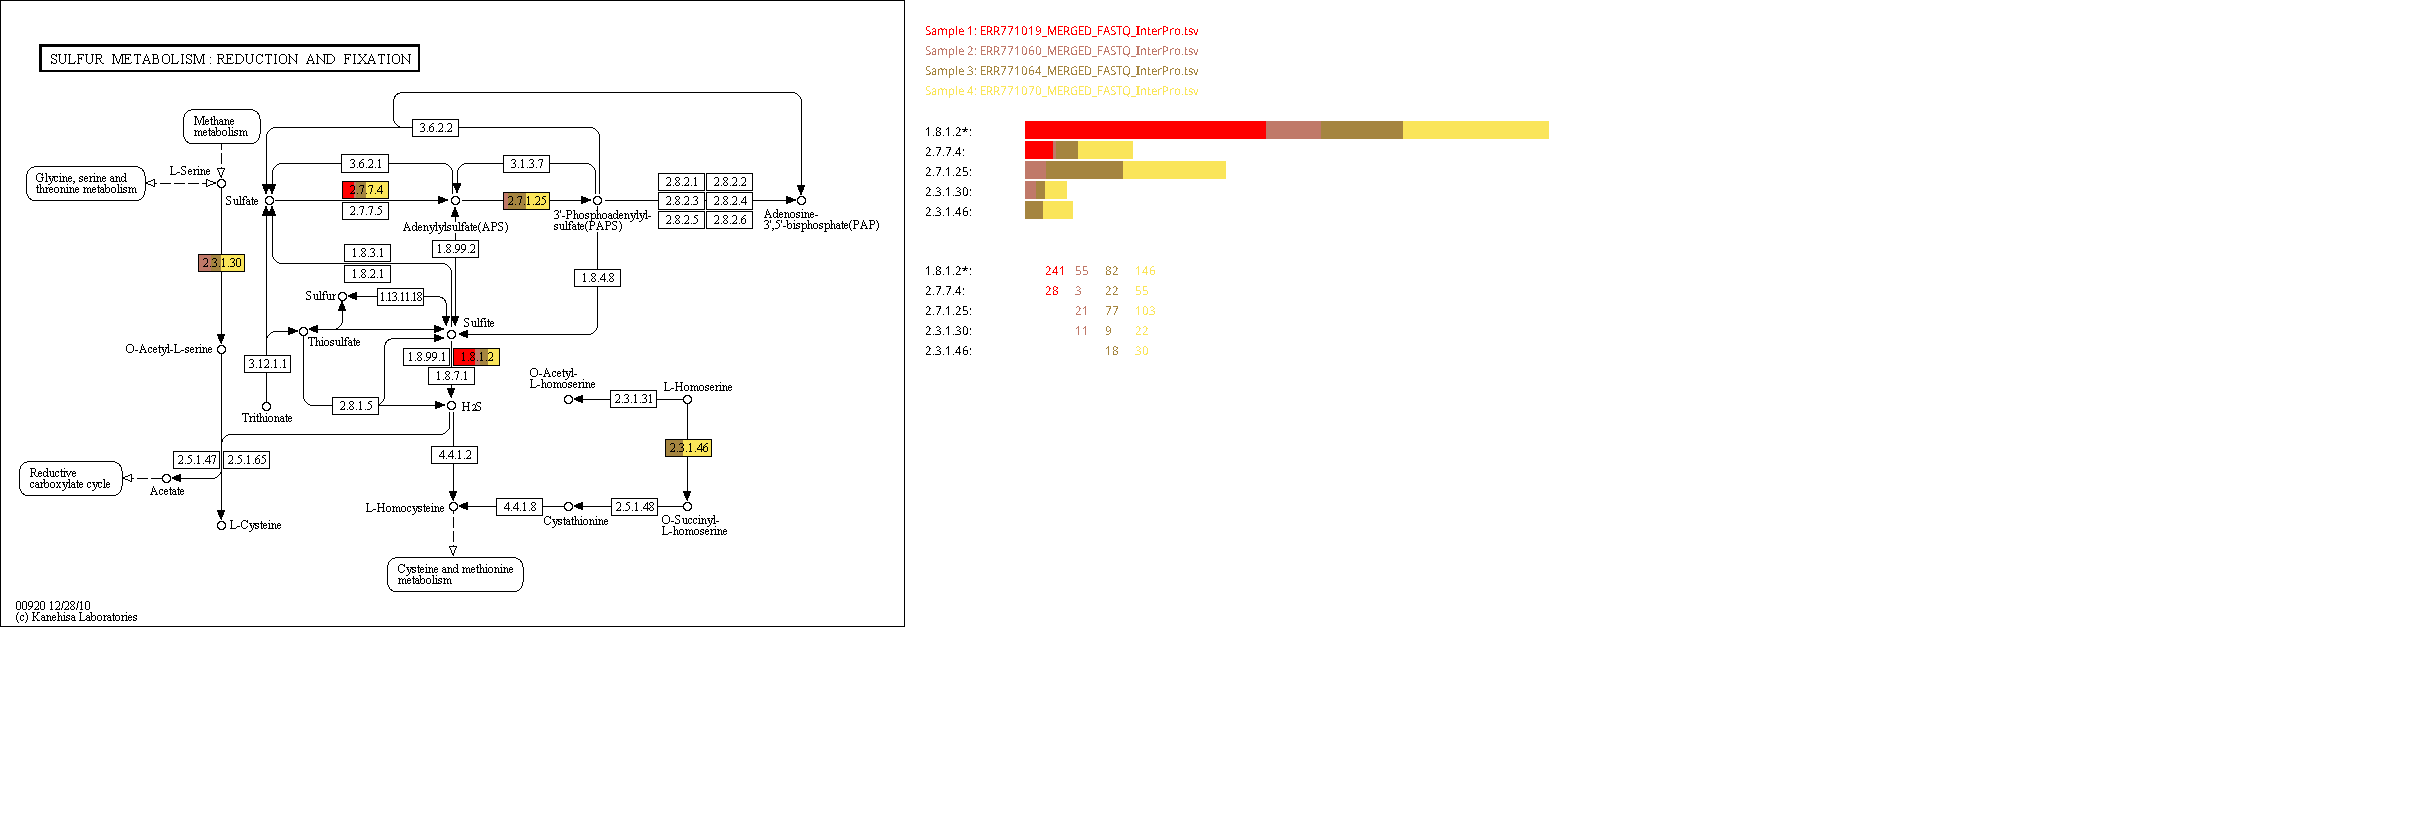 SULFUR METABOLISM : REDUCTION AND FIXATION
Methane
metabolism
3.6.2.2
3.6.2.1
3.1.3.7
L-Serine
Glycine, serine and
threonine metabolism
2.7.7.4
2.8.2.1
2.8.2.2
Sulfate
2.7.1.25
2.8.2.3
2.8.2.4
2.7.7.5
2.8.2.5
2.8.2.6
3'-Phosphoadenylyl-
sulfate(PAPS)
Adenosine-
3',5'-bisphosphate(PAP)
Adenylylsulfate(APS)
1.8.99.2
1.8.3.1
1.8.2.1
2.3.1.30
1.8.4.8
Sulfur
1.13.11.18
Sulfite
Thiosulfate
O-Acetyl-L-serine
1.8.99.1
1.8.1.2
3.12.1.1
1.8.7.1
O-Acetyl-
L-homoserine
L-Homoserine
2.8.1.5
H2S
2.3.1.31
Trithionate
2.3.1.46
4.4.1.2
2.5.1.47
2.5.1.65
Reductive
carboxylate cycle
Acetate
L-Homocysteine
4.4.1.8
2.5.1.48
Cystathionine
O-Succinyl-
L-homoserine
L-Cysteine
Cysteine and methionine
metabolism
00920 12/28/10
(c) Kanehisa Laboratories
Sample 1: ERR771019_MERGED_FASTQ_InterPro.tsv
Sample 2: ERR771060_MERGED_FASTQ_InterPro.tsv
Sample 3: ERR771064_MERGED_FASTQ_InterPro.tsv
Sample 4: ERR771070_MERGED_FASTQ_InterPro.tsv
1.8.1.2*:
2.7.7.4:
2.7.1.25:
2.3.1.30:
2.3.1.46:
1.8.1.2*: 241 55 82 146
2.7.7.4: 28 3 22 55
2.7.1.25: 21 77 103
2.3.1.30: 11 9 22
2.3.1.46: 18 30